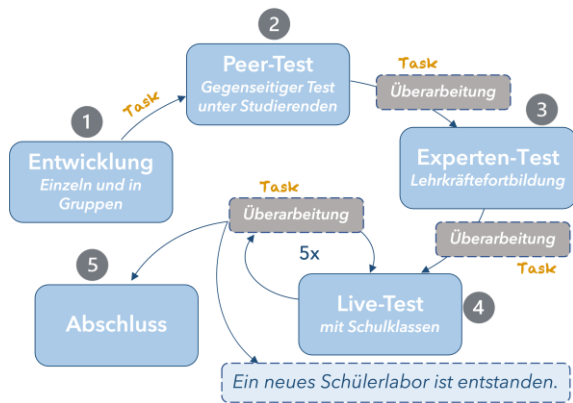 1
Entwicklung
Einzeln und in
Gruppen
Task
2
Peer-Test
Gegenseitiger Test
unter Studierenden
Task
Überarbeitung
3
Experten-Test
Lehrkräftefortbildung
Überarbeitung
Task
4
Live-Test
mit Schulklassen
5x
Task
Überarbeitung
5
Abschluss
Ein neues Schülerlabor ist entstanden.